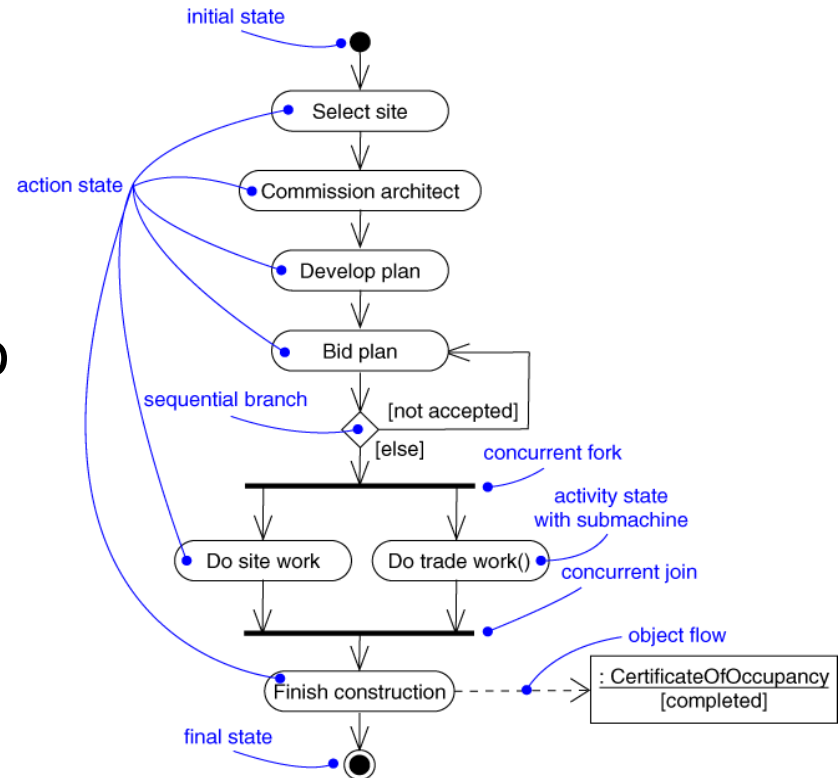 initial state
Select site
action state
Commission architect
Develop plan
Bid plan
sequential branch
[not accepted]
[else]
concurrent fork
activity state
with submachine
Do site work
Do trade work()
concurrent join
object flow
: CertificateOfOccupancy
[completed]
Finish construction
final state